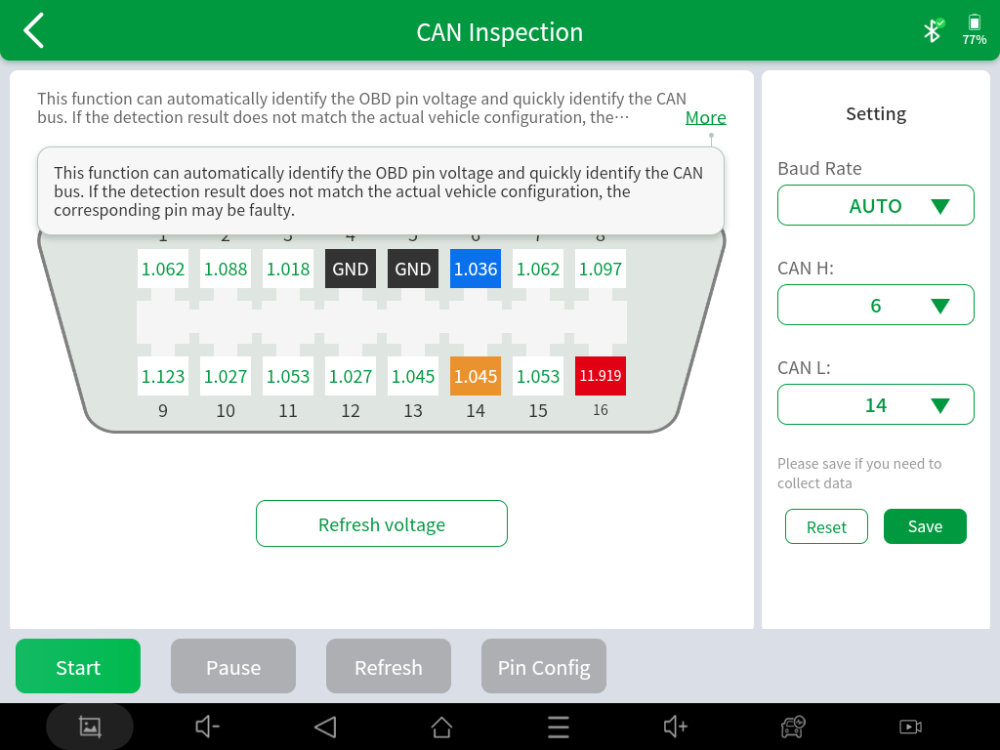 CAN Inspection
77%
This function can automatically identify the OBD pin voltage and quickly identify the CAN
bus. If the detection result does not match the actual vehicle configuration, the…
More
This function can automatically identify the OBD pin voltage and quickly identify the CAN
bus. If the detection result does not match the actual vehicle configuration, the
corresponding pin may be faulty.
1 2 3 4 5 6 7 8
1.062 1.088 1.018 GND GND 1.036 1.062 1.097
1.123 1.027 1.053 1.027 1.045 1.045 1.053 11.919
9 10 11 12 13 14 15 16
Refresh voltage
Setting
Baud Rate
AUTO
CAN H:
6
CAN L:
14
Please save if you need to
collect data
Reset Save
Start Pause Refresh Pin Config